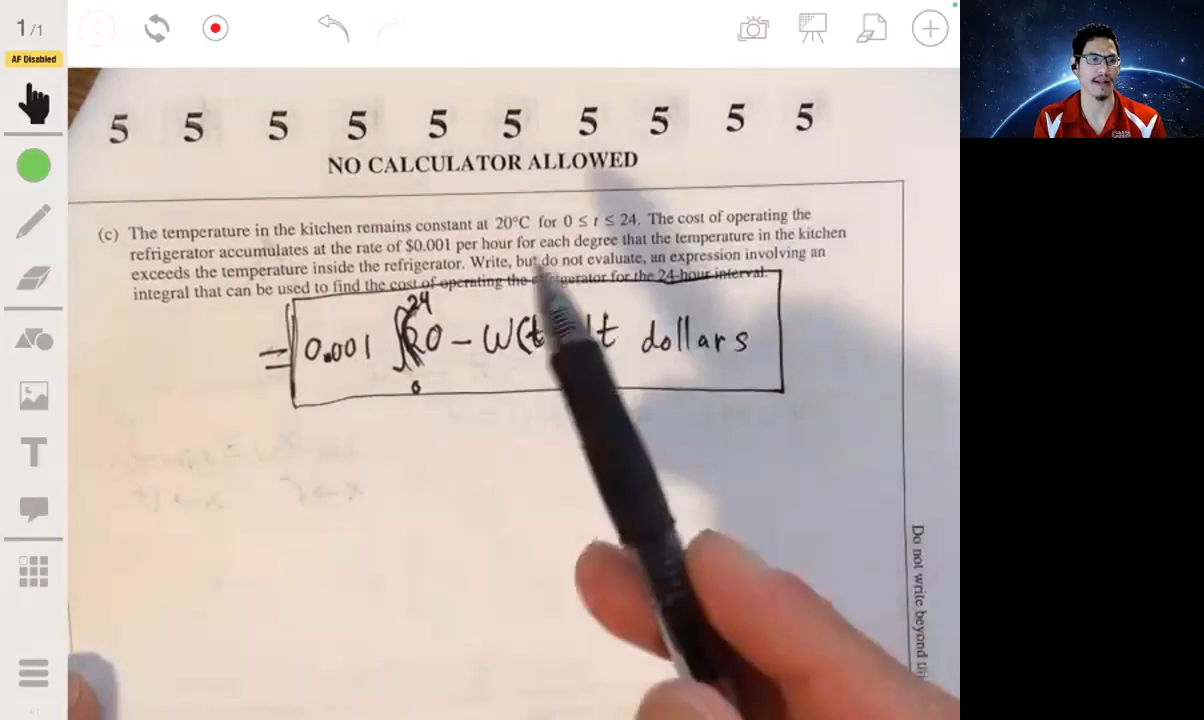 1/1
AF Disabled
5 5 5 5 5 5 5 5 5 5
NO CALCULATOR ALLOWED
(c) The temperature in the kitchen remains constant at 20°C for 0 ≤ t ≤ 24. The cost of operating the
refrigerator accumulates at the rate of $0.001 per hour for each degree that the temperature in the kitchen
exceeds the temperature inside the refrigerator. Write, but do not evaluate, an expression involving an
integral that can be used to find the cost of operating the refrigerator for the 24-hour interval.
= 0.001 ∫ 24 0 20 - W(t dt dollars
Do not write beyond
T
CHS